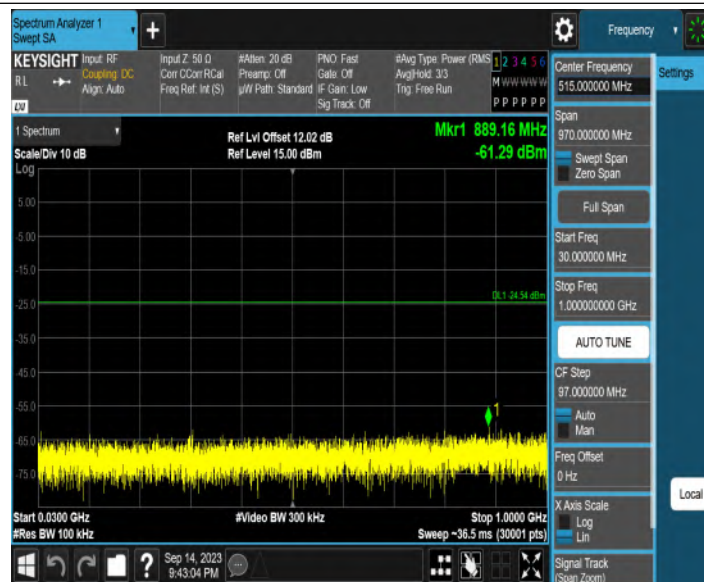 Spectrum Analyzer 1
Swept SA
Frequency
KEYSIGHT
RL
LXI
Input: RF
Coupling: DC
Align: Auto
Input Z: 50 Ω
Corr CCorr RCal
Freq Ref: Int (S)
#Atten: 20 dB
Preamp: Off
µW Path: Standard
PNO: Fast
Gate: Off
IF Gain: Low
Sig Track: Off
#Avg Type: Power (RMS
Avg|Hold: 3/3
Trig: Free Run
1 2 3 4 5 6
M W W W W W
P P P P P P
1 Spectrum
Scale/Div 10 dB
Log
Ref Lvl Offset 12.02 dB
Ref Level 15.00 dBm
Mkr1 889.16 MHz
-61.29 dBm
5.00
-5.00
-15.0
-25.0
-35.0
-45.0
-55.0
-65.0
-75.0
DL1 -24.54 dBm
1
Start 0.0300 GHz
#Res BW 100 kHz
#Video BW 300 kHz
Stop 1.0000 GHz
Sweep ~36.5 ms (30001 pts)
?
Sep 14, 2023
9:43:04 PM
Center Frequency
515.000000 MHz
Settings
Span
970.000000 MHz
Swept Span
Zero Span
Full Span
Start Freq
30.000000 MHz
Stop Freq
1.000000000 GHz
AUTO TUNE
CF Step
97.000000 MHz
Auto
Man
Freq Offset
0 Hz
Local
X Axis Scale
Log
Lin
Signal Track
(Span Zoom)